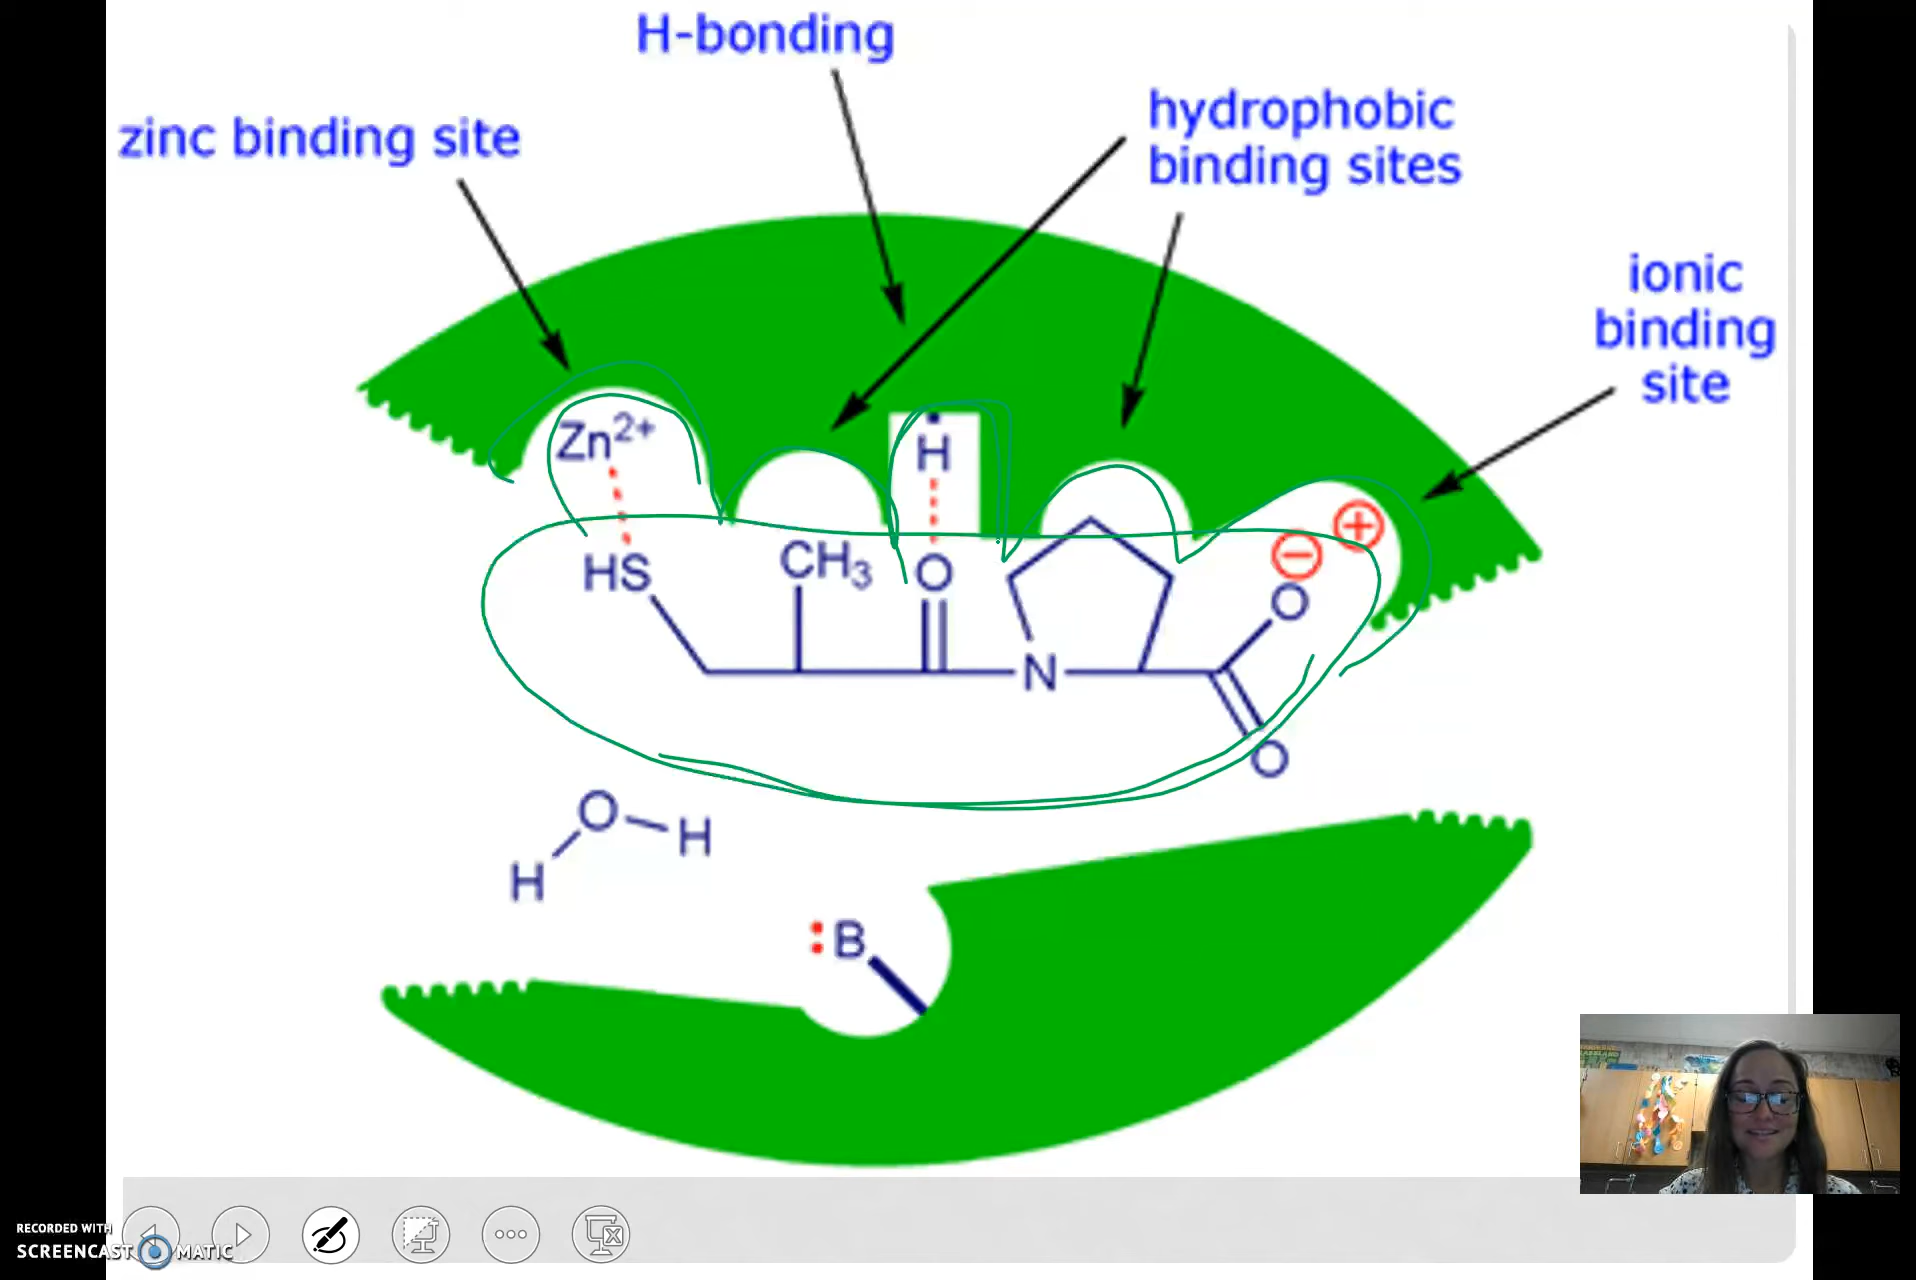 H-bonding
hydrophobic
binding sites
zinc binding site
ionic
binding
site
Zn2+
H
HS
CH3
O
O
N
O
O
H
H
:B
RECORDED WITH
SCREENCAST MATIC